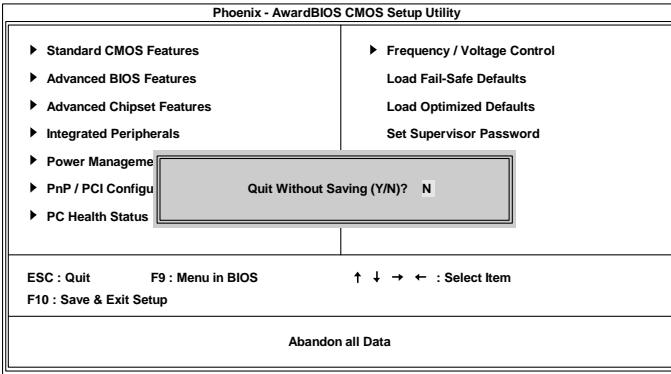 Phoenix - AwardBIOS CMOS Setup Utility
Standard CMOS Features
Advanced BIOS Features
Advanced Chipset Features
Integrated Peripherals
Power Manageme
PnP / PCI Configu
PC Health Status
Frequency / Voltage Control
Load Fail-Safe Defaults
Load Optimized Defaults
Set Supervisor Password
Quit Without Saving (Y/N)? N
ESC : Quit F9 : Menu in BIOS ↑ ↓ → ← : Select Item
F10 : Save & Exit Setup
Abandon all Data